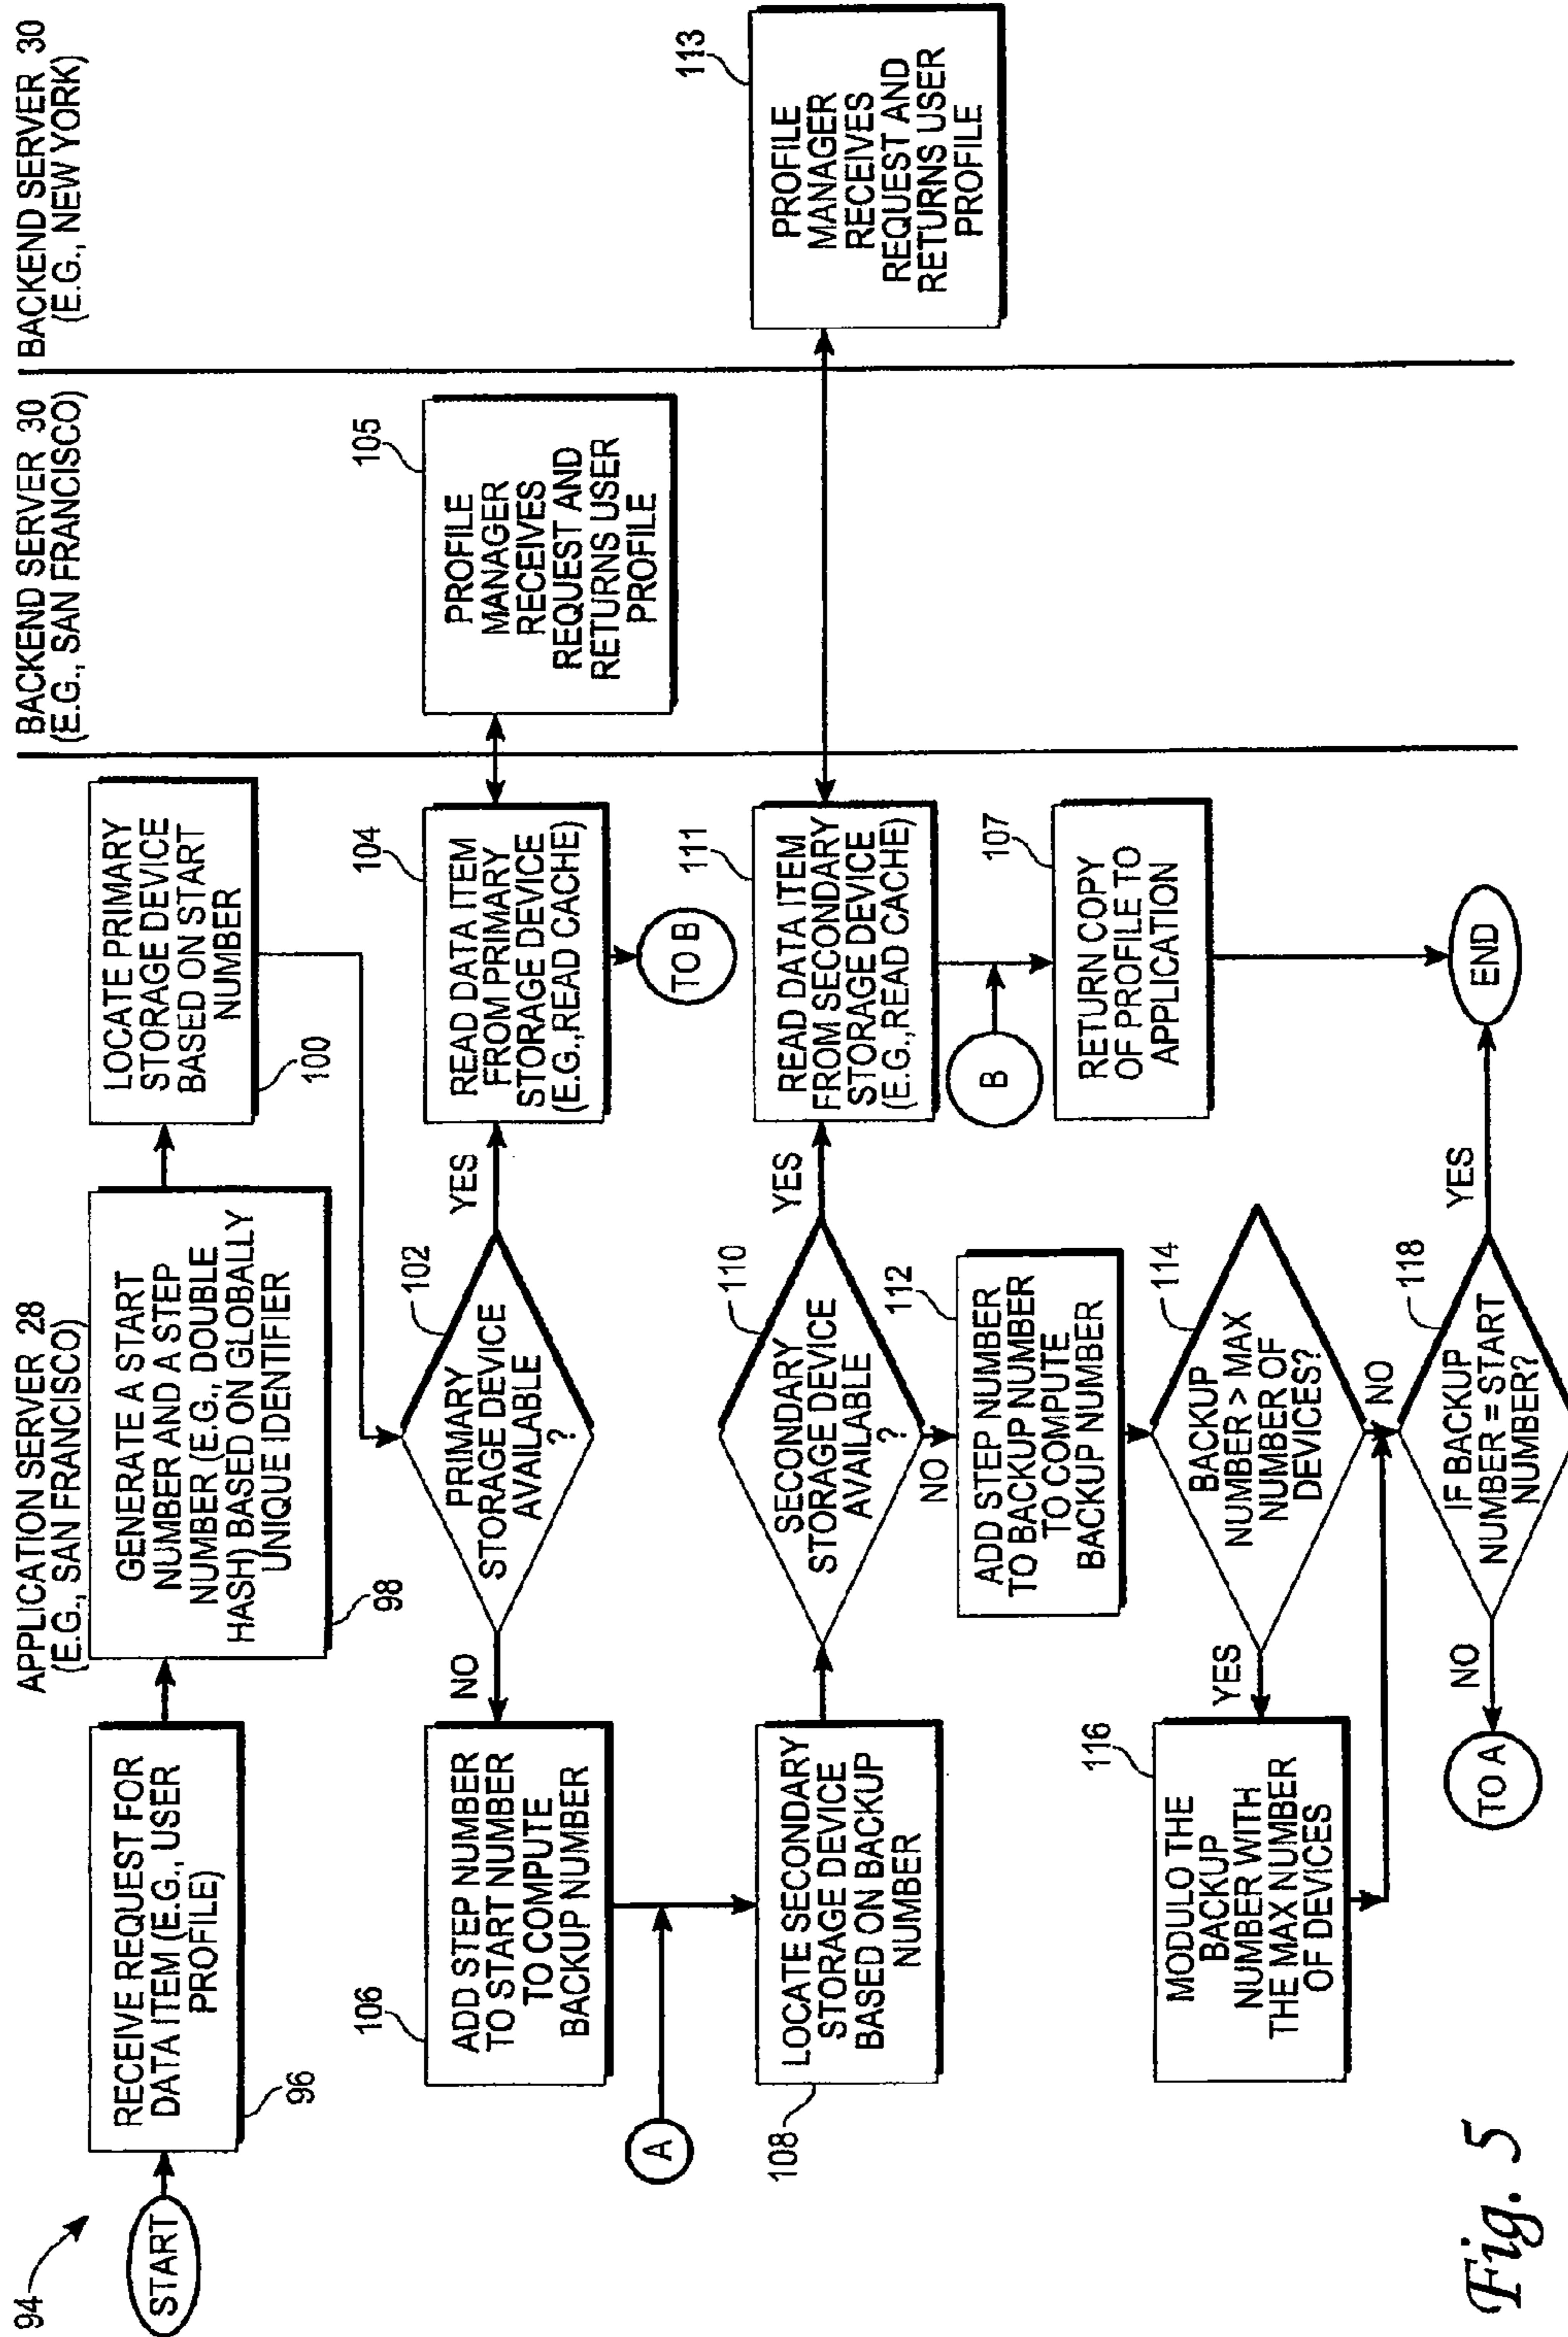 94
APPLICATION SERVER 28
(E.G., SAN FRANCISCO)
BACKEND SERVER 30
(E.G., SAN FRANCISCO)
BACKEND SERVER 30
(E.G., NEW YORK)
START
RECEIVE REQUEST FOR
DATA ITEM (E.G., USER
PROFILE)
96
GENERATE A START
NUMBER AND A STEP
NUMBER (E.G., DOUBLE
HASH) BASED ON GLOBALLY
UNIQUE IDENTIFIER
98
LOCATE PRIMARY
STORAGE DEVICE
BASED ON START
NUMBER
100
PRIMARY
STORAGE DEVICE
AVAILABLE
?
102
YES
NO
READ DATA ITEM
FROM PRIMARY
STORAGE DEVICE
(E.G.,READ CACHE)
104
TO B
PROFILE
MANAGER
RECEIVES
REQUEST AND
RETURNS USER
PROFILE
105
106
ADD STEP NUMBER
TO START NUMBER
TO COMPUTE
BACKUP NUMBER
A
LOCATE SECONDARY
STORAGE DEVICE
BASED ON BACKUP
NUMBER
108
SECONDARY
STORAGE DEVICE
AVAILABLE
?
110
YES
NO
READ DATA ITEM
FROM SECONDARY
STORAGE DEVICE
(E.G.,READ CACHE)
111
PROFILE
MANAGER
RECEIVES
REQUEST AND
RETURNS USER
PROFILE
113
B
RETURN COPY
OF PROFILE TO
APPLICATION
107
ADD STEP NUMBER
TO BACKUP NUMBER
TO COMPUTE
BACKUP NUMBER
112
BACKUP
NUMBER > MAX
NUMBER OF
DEVICES?
114
YES
NO
116
MODULO THE
BACKUP
NUMBER WITH
THE MAX NUMBER
OF DEVICES
IF BACKUP
NUMBER = START
NUMBER?
118
YES
NO
END
TO A
Fig. 5